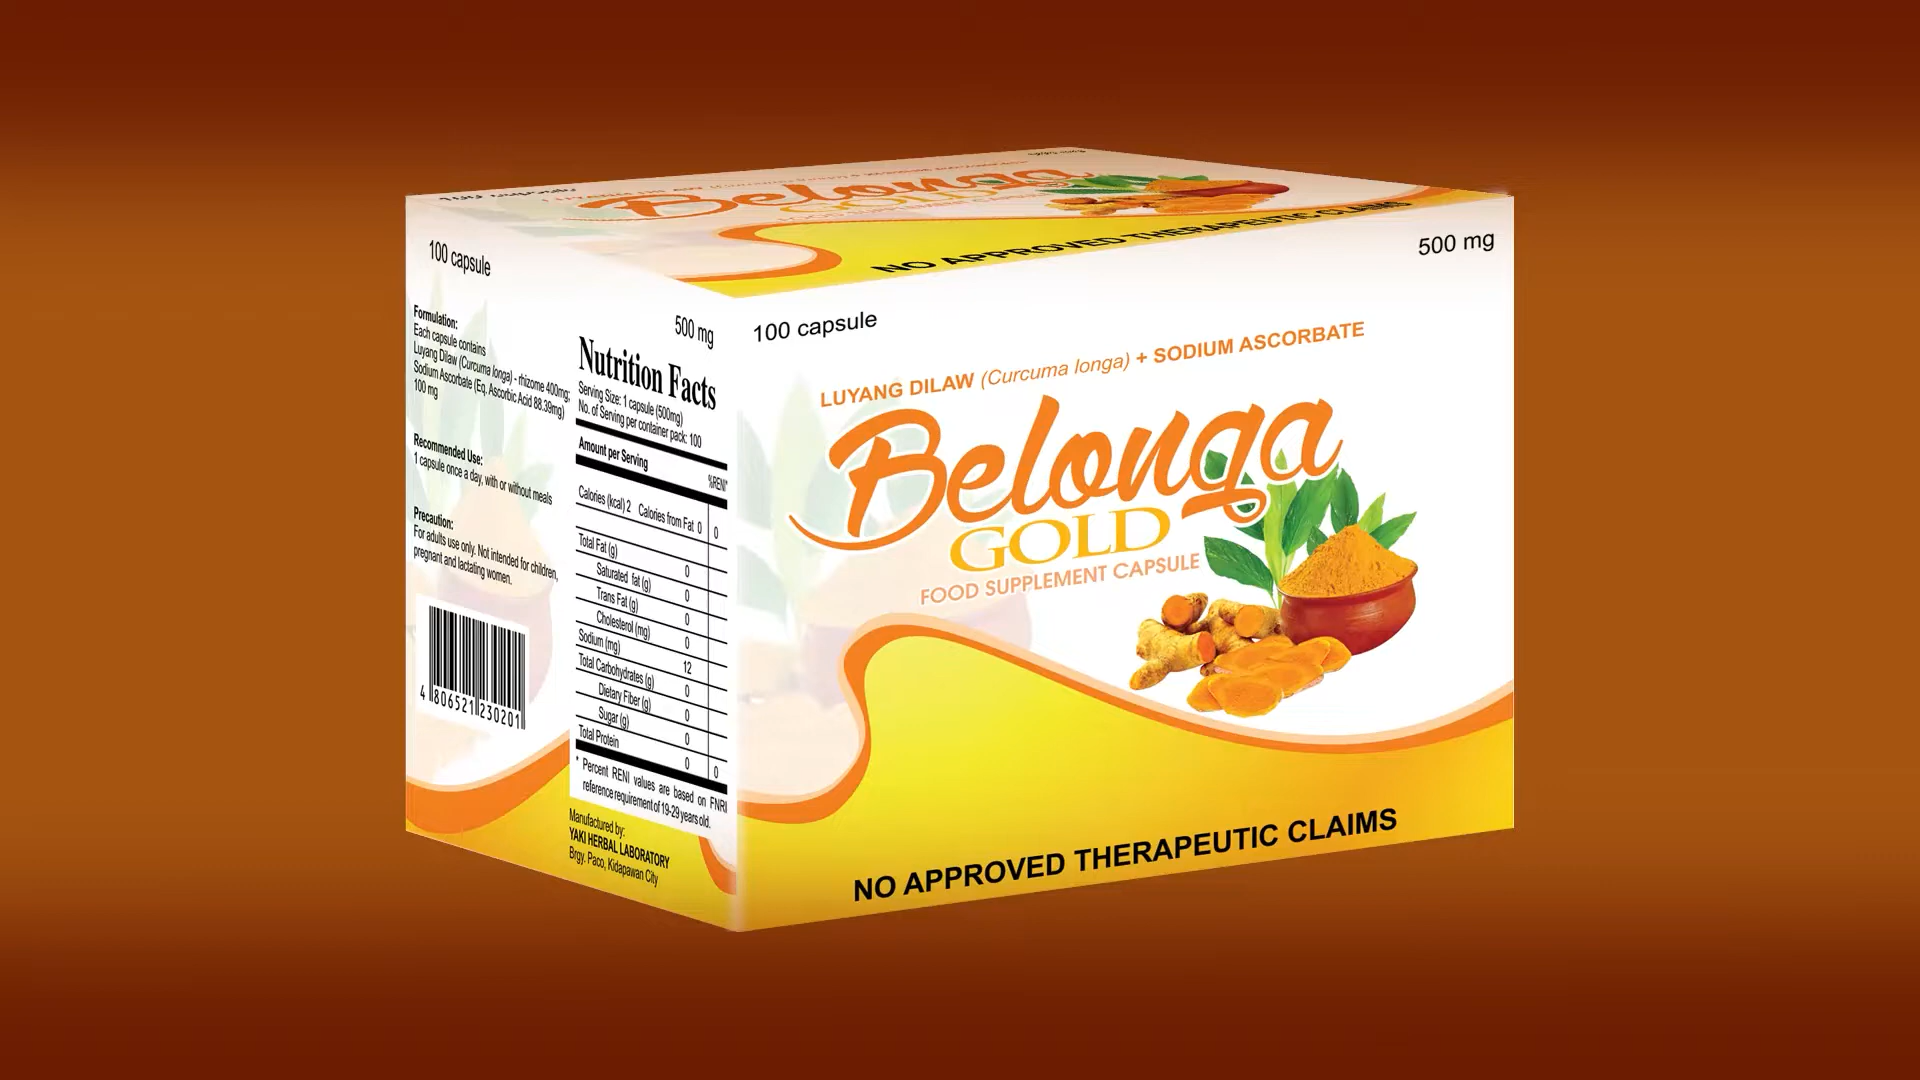 Belonga
GOLD
NO APPROVED THERAPEUTIC CLAIMS
100 capsule
500 mg
Formulation:
Each capsule contains
Luyang Dilaw (Curcuma longa) - rhizome 400mg;
Sodium Ascorbate (Eq. Ascorbic Acid 88.39mg)
100 mg
Recommended Use:
1 capsule once a day, with or without meals
Precaution:
For adults use only. Not intended for children,
pregnant and lactating women.
4 806521 230201
Nutrition Facts
Serving Size: 1 capsule (500mg)
No. of Serving per container pack: 100
Amount per Serving
%RENI*
Calories (kcal) 2 Calories from Fat 0 0
Total Fat (g) 0
Saturated fat (g) 0
Trans Fat (g) 0
Cholesterol (mg) 0
Sodium (mg) 12
Total Carbohydrates (g) 0
Dietary Fiber (g) 0
Sugar (g) 0
Total Protein 0 0
* Percent RENI values are based on FNRI
reference requirement of 19-29 years old.
Manufactured by:
YAKI HERBAL LABORATORY
Brgy. Paco, Kidapawan City
100 capsule
500 mg
LUYANG DILAW (Curcuma longa) + SODIUM ASCORBATE
Belonga
GOLD
FOOD SUPPLEMENT CAPSULE
NO APPROVED THERAPEUTIC CLAIMS